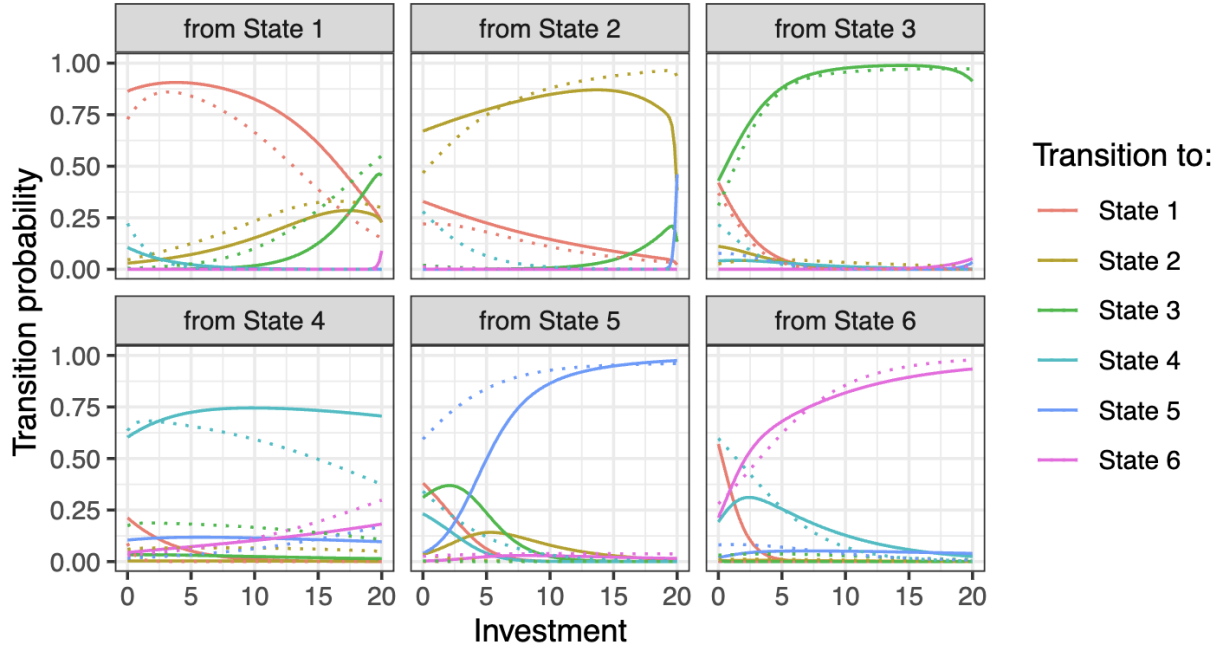 from State 1
from State 2
from State 3
1.00
0.75
0.50
0.25
0.00
from State 4
from State 5
from State 6
1.00
0.75
0.50
0.25
0.00
0 5 10 15 20
0 5 10 15 20
0 5 10 15 20
Investment
Transition probability
Transition to:
State 1
State 2
State 3
State 4
State 5
State 6